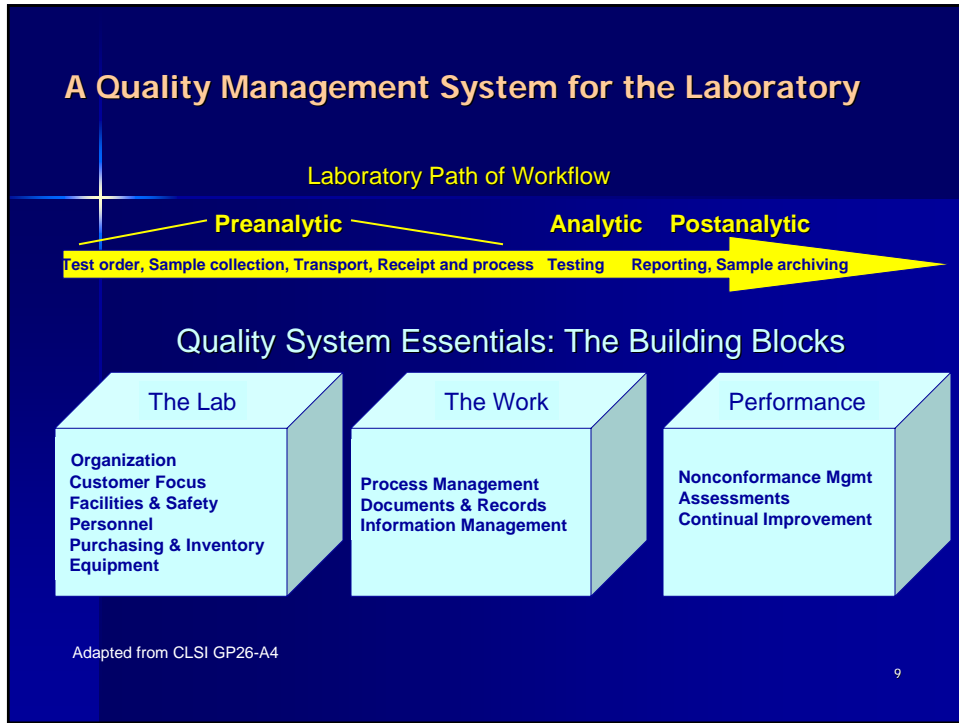 A Quality Management System for the Laboratory
Laboratory Path of Workflow
Preanalytic Analytic Postanalytic
Test order, Sample collection, Transport, Receipt and process Testing Reporting, Sample archiving
Quality System Essentials: The Building Blocks
The Lab
Organization
Customer Focus
Facilities & Safety
Personnel
Purchasing & Inventory
Equipment
The Work
Process Management
Documents & Records
Information Management
Performance
Nonconformance Mgmt
Assessments
Continual Improvement
Adapted from CLSI GP26-A4
9